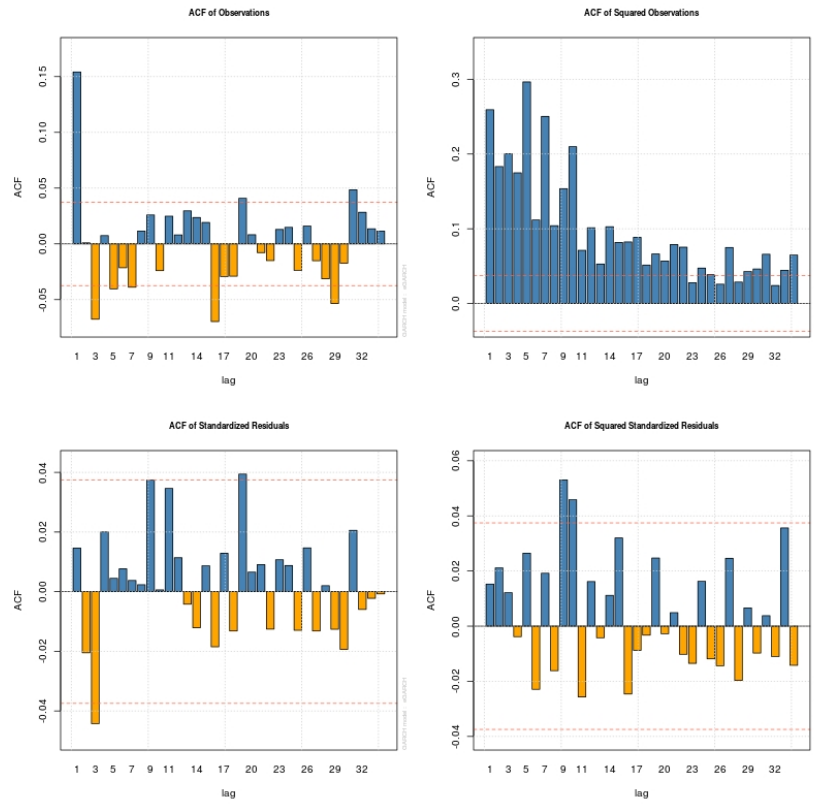 ACF of Observations
ACF
0.15
0.10
0.05
0.00
-0.05
1 3 5 7 9 11 14 17 20 23 26 29 32
lag
GARCH model : eGARCH
ACF of Squared Observations
ACF
0.3
0.2
0.1
0.0
1 3 5 7 9 11 14 17 20 23 26 29 32
lag
ACF of Standardized Residuals
ACF
0.04
0.02
0.00
-0.02
-0.04
1 3 5 7 9 11 14 17 20 23 26 29 32
lag
GARCH model : eGARCH
ACF of Squared Standardized Residuals
ACF
0.06
0.04
0.02
0.00
-0.02
-0.04
1 3 5 7 9 11 14 17 20 23 26 29 32
lag